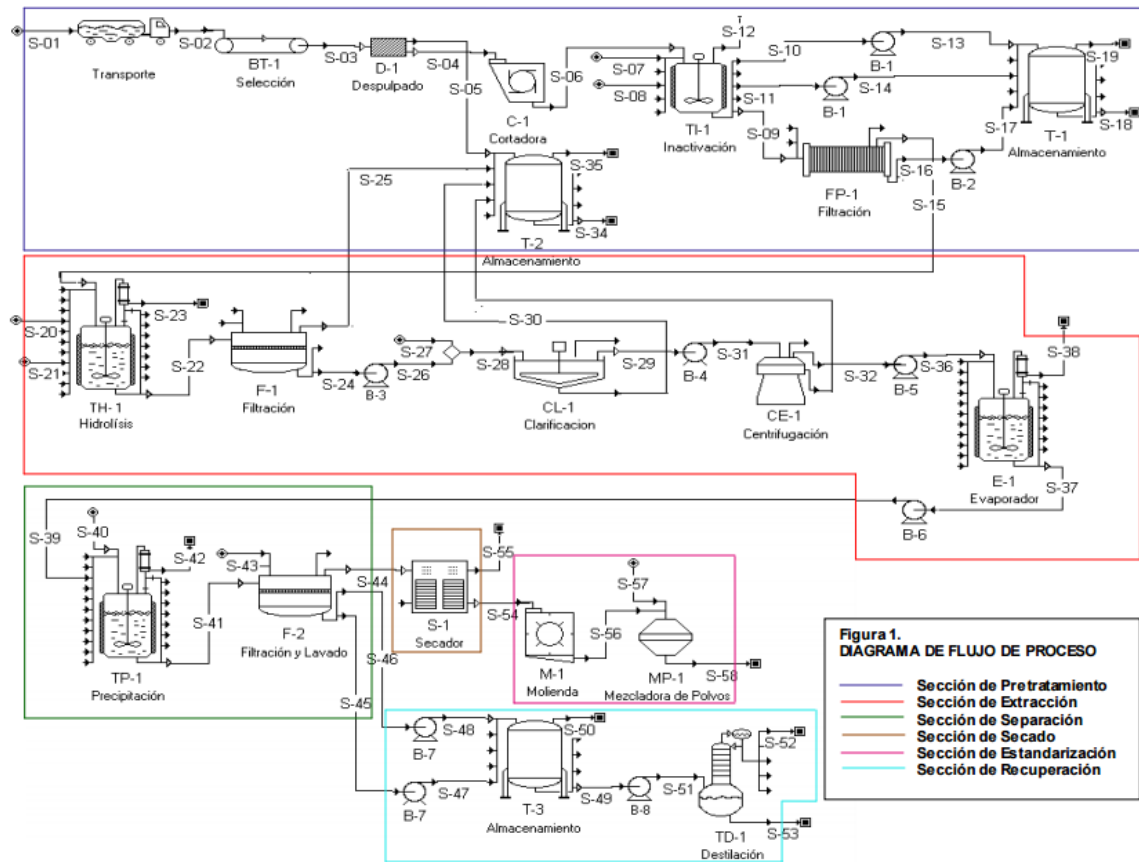 S-01
Transporte
S-02
BT-1
Selección
S-03
D-1
Despulpado
S-04
S-05
C-1
Cortadora
S-06
S-07
S-08
TI-1
Inactivación
S-12
S-10
S-11
S-09
B-1
S-13
B-1
S-14
FP-1
Filtración
S-16
S-15
B-2
S-17
T-1
Almacenamiento
S-19
S-18
S-25
S-35
S-34
T-2
Almacenamiento
S-20
S-21
S-23
TH-1
Hidrolísis
S-22
F-1
Filtración
S-24
B-3
S-26
S-27
S-28
S-30
CL-1
Clarificacion
S-29
B-4
S-31
CE-1
Centrifugación
S-32
B-5
S-36
S-38
E-1
Evaporador
S-37
B-6
S-39
S-40
S-42
TP-1
Precipitación
S-41
S-43
F-2
Filtración y Lavado
S-44
S-46
S-45
S-55
S-1
Secador
S-54
M-1
Molienda
S-56
S-57
MP-1
Mezcladora de Polvos
S-58
B-7
S-48
B-7
S-47
S-50
T-3
Almacenamiento
S-49
B-8
S-51
TD-1
Destilación
S-52
S-53
Figura 1.
DIAGRAMA DE FLUJO DE PROCESO
Sección de Pretratamiento
Sección de Extracción
Sección de Separación
Sección de Secado
Sección de Estandarización
Sección de Recuperación